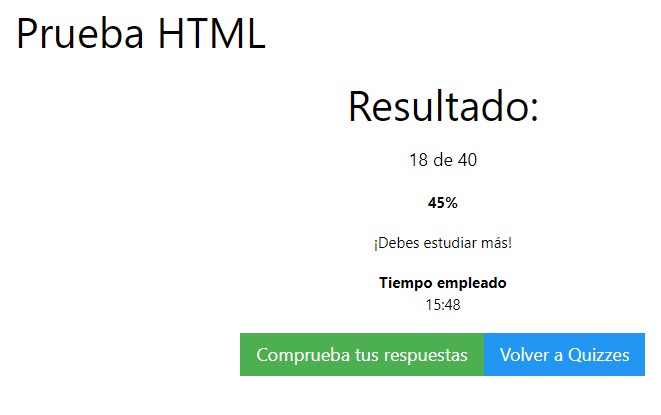 Prueba HTML
Resultado:
18 de 40
45%
¡Debes estudiar más!
Tiempo empleado
15:48
Comprueba tus respuestas
Volver a Quizzes